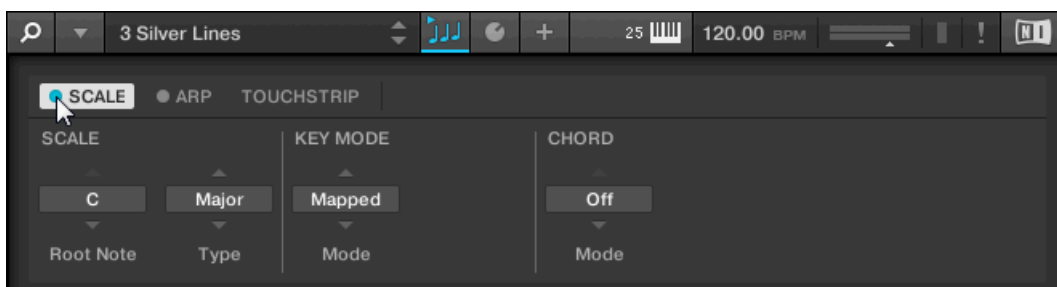 3 Silver Lines 25 120.00 BPM ! NI
SCALE ARP TOUCHSTRIP
SCALE KEY MODE CHORD
C Major Mapped Off
Root Note Type Mode Mode